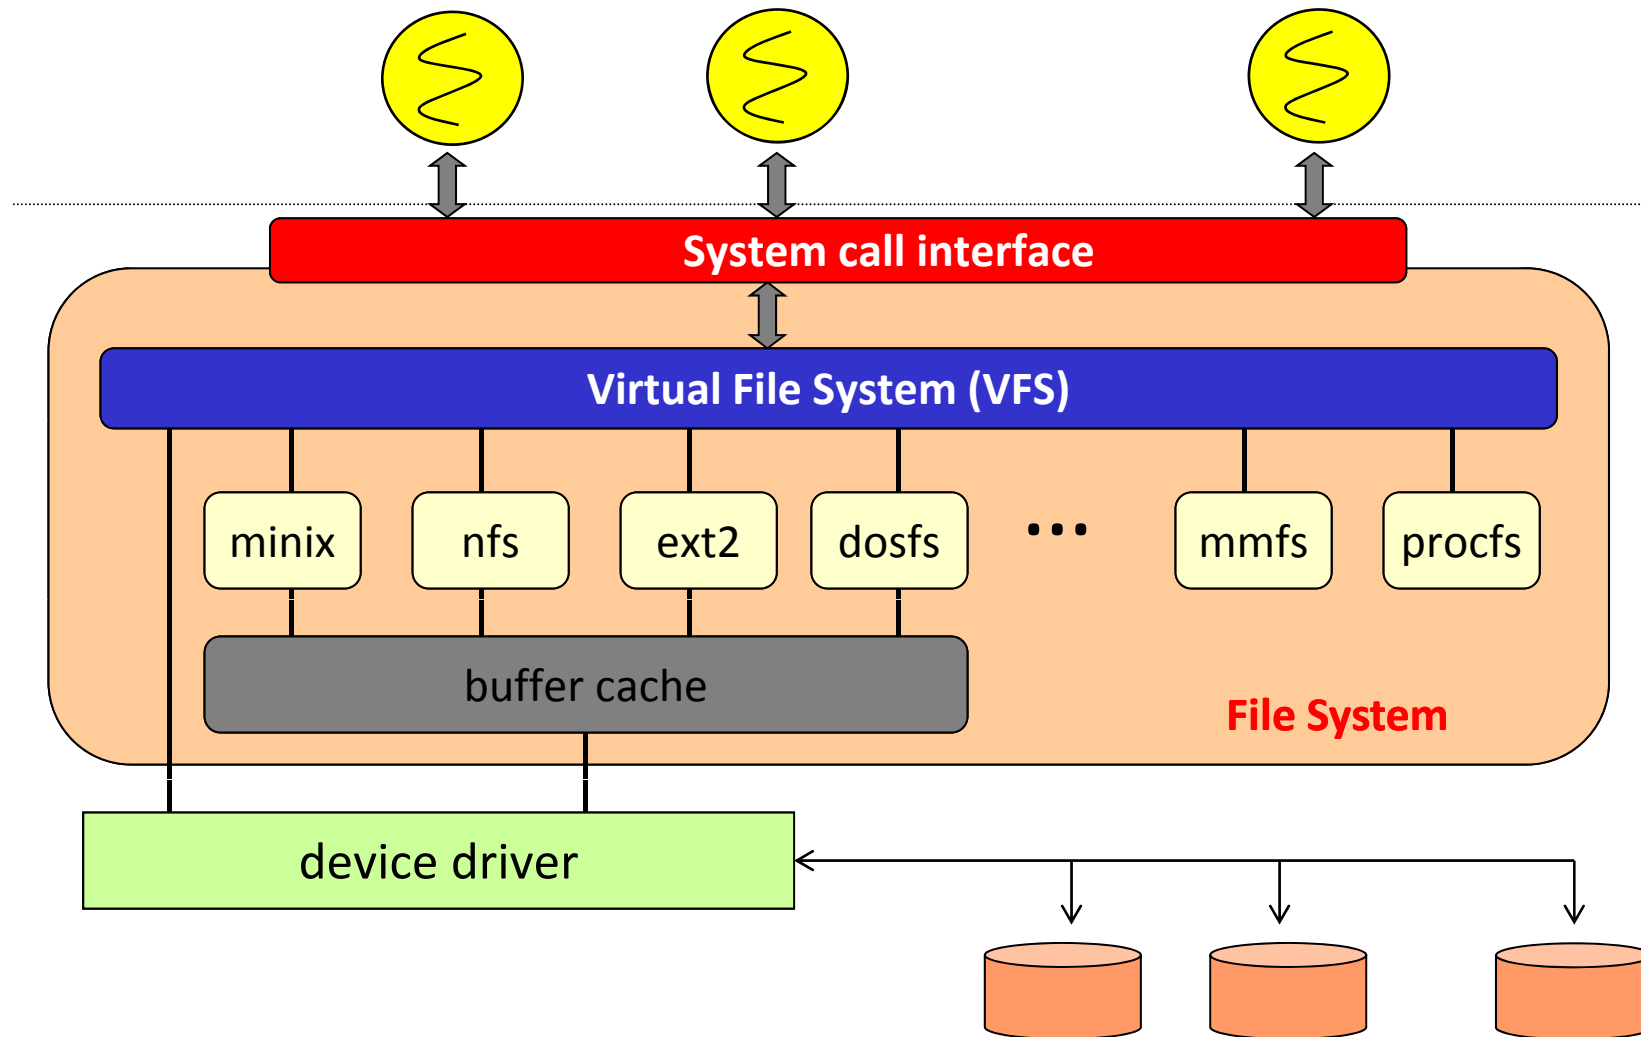 System call interface
Virtual File System (VFS)
minix nfs ext2 dosfs ... mmfs procfs
buffer cache
File System
device driver